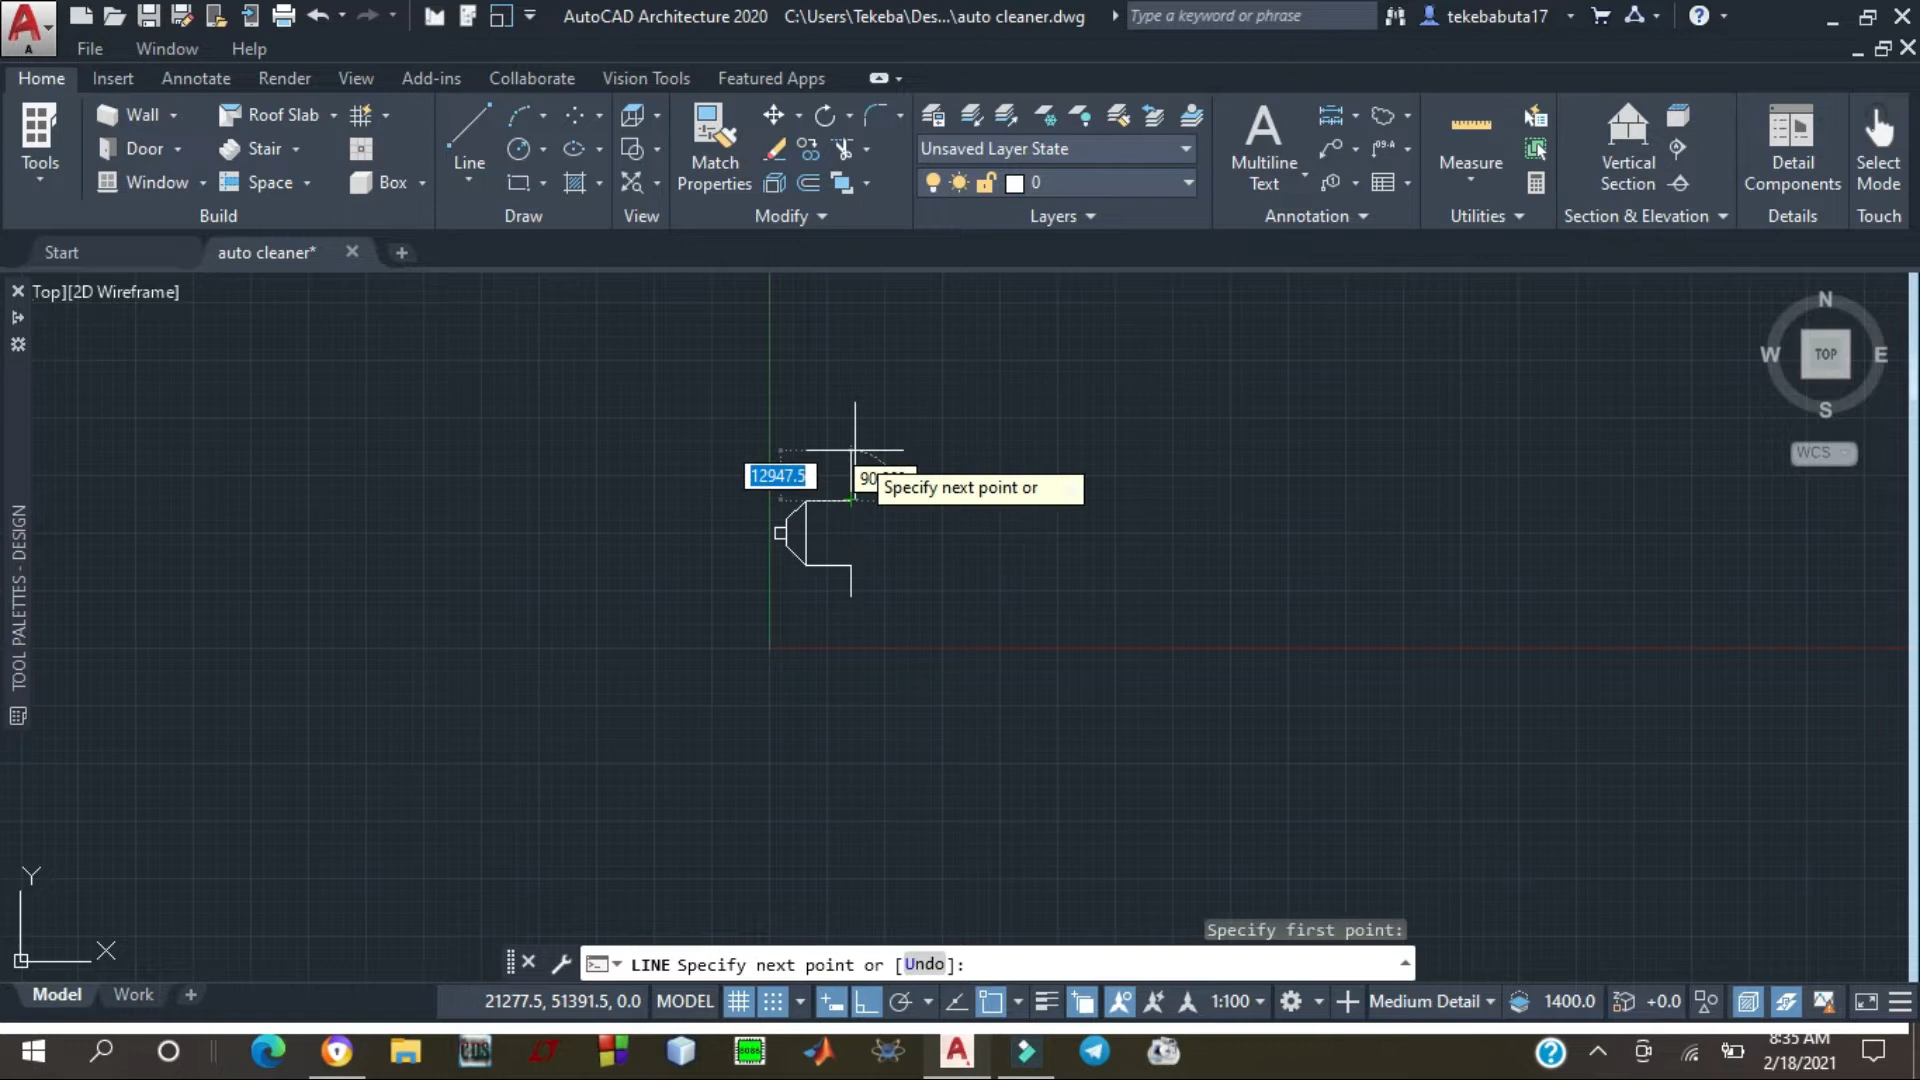 AutoCAD Architecture 2020 C:\Users\Tekeba\Des...\auto cleaner.dwg Type a keyword or phrase tekebabuta17
File Window Help
Home Insert Annotate Render View Add-ins Collaborate Vision Tools Featured Apps
Wall Roof Slab
Door Stair Unsaved Layer State
Tools Line Match Properties Multiline Text Measure Vertical Section Detail Components Select Mode
Window Space Box 0
Build Draw View Modify Layers Annotation Utilities Section & Elevation Details Touch
Start auto cleaner*
Top][2D Wireframe]
N
W TOP E
S
WCS
12947.5
Specify next point or
TOOL PALETTES - DESIGN
Y
X
Specify first point:
LINE Specify next point or [Undo]:
Model Work
21277.5, 51391.5, 0.0 MODEL 1:100 Medium Detail 1400.0 +0.0
8:35 AM
2/18/2021